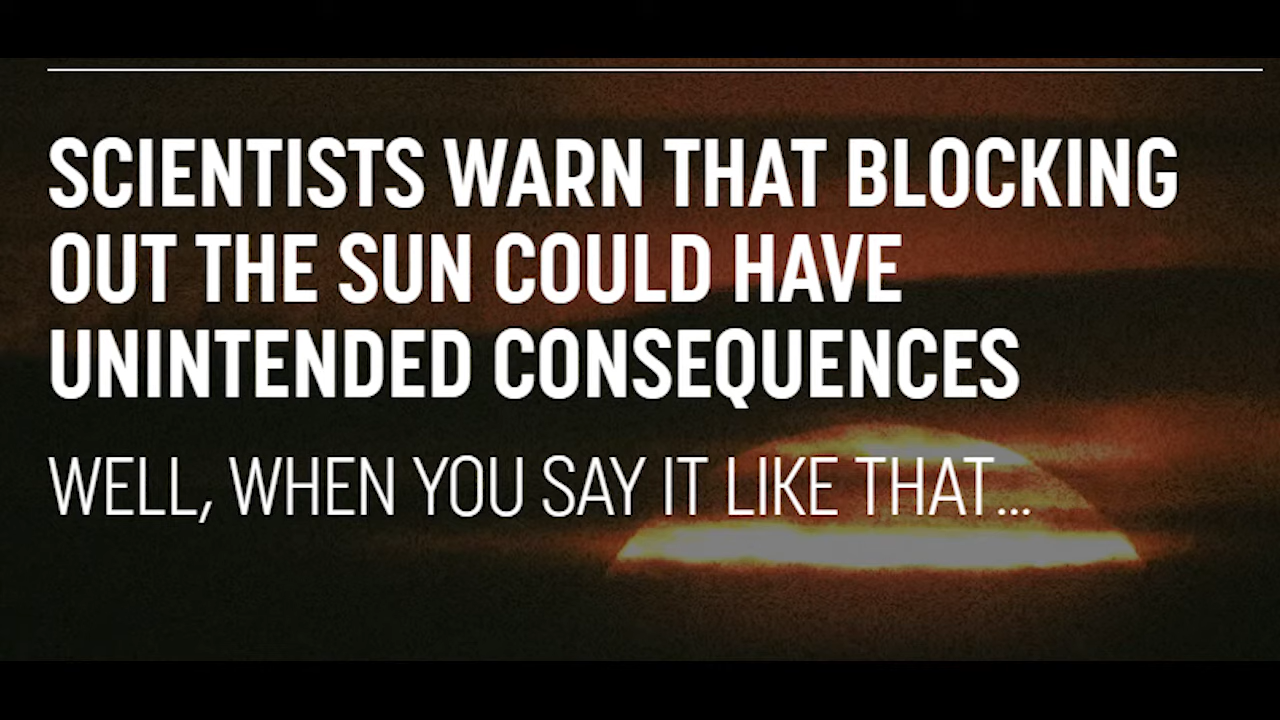 SCIENTISTS WARN THAT BLOCKING
OUT THE SUN COULD HAVE
UNINTENDED CONSEQUENCES
WELL, WHEN YOU SAY IT LIKE THAT...